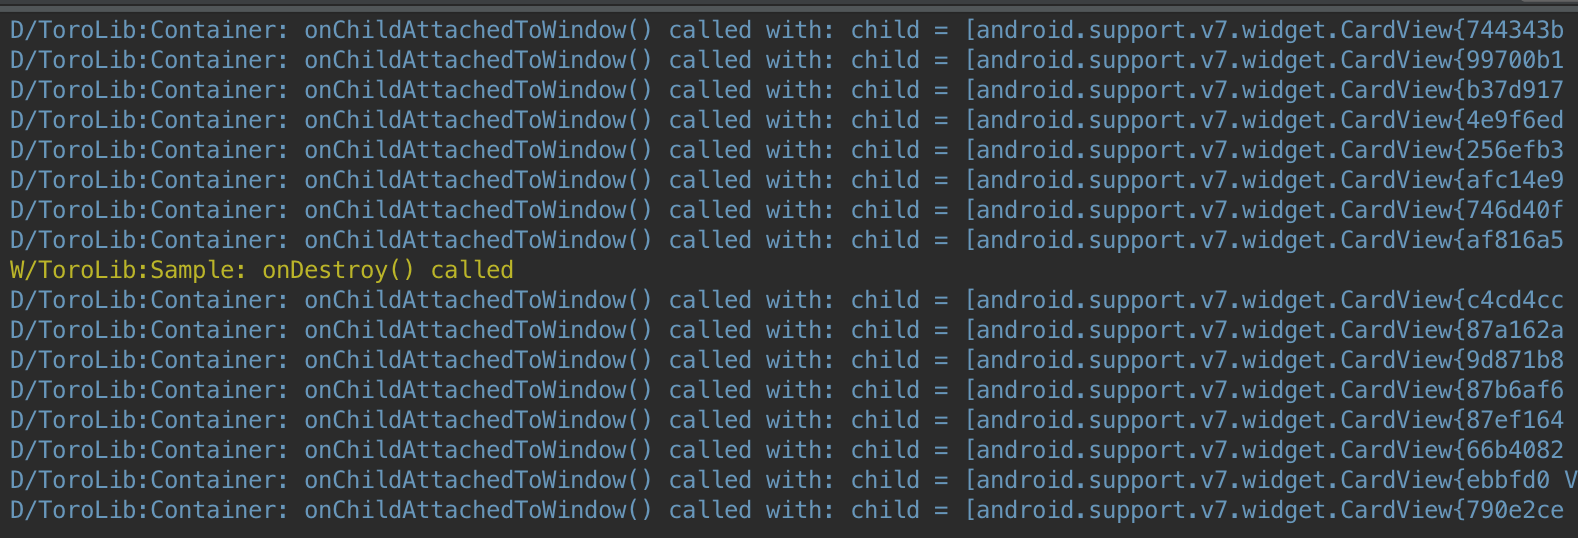 D/ToroLib:Container: onChildAttachedToWindow() called with: child = [android.support.v7.widget.CardView{744343b
D/ToroLib:Container: onChildAttachedToWindow() called with: child = [android.support.v7.widget.CardView{99700b1
D/ToroLib:Container: onChildAttachedToWindow() called with: child = [android.support.v7.widget.CardView{b37d917
D/ToroLib:Container: onChildAttachedToWindow() called with: child = [android.support.v7.widget.CardView{4e9f6ed
D/ToroLib:Container: onChildAttachedToWindow() called with: child = [android.support.v7.widget.CardView{256efb3
D/ToroLib:Container: onChildAttachedToWindow() called with: child = [android.support.v7.widget.CardView{afc14e9
D/ToroLib:Container: onChildAttachedToWindow() called with: child = [android.support.v7.widget.CardView{746d40f
D/ToroLib:Container: onChildAttachedToWindow() called with: child = [android.support.v7.widget.CardView{af816a5
W/ToroLib:Sample: onDestroy() called
D/ToroLib:Container: onChildAttachedToWindow() called with: child = [android.support.v7.widget.CardView{c4cd4cc
D/ToroLib:Container: onChildAttachedToWindow() called with: child = [android.support.v7.widget.CardView{87a162a
D/ToroLib:Container: onChildAttachedToWindow() called with: child = [android.support.v7.widget.CardView{9d871b8
D/ToroLib:Container: onChildAttachedToWindow() called with: child = [android.support.v7.widget.CardView{87b6af6
D/ToroLib:Container: onChildAttachedToWindow() called with: child = [android.support.v7.widget.CardView{87ef164
D/ToroLib:Container: onChildAttachedToWindow() called with: child = [android.support.v7.widget.CardView{66b4082
D/ToroLib:Container: onChildAttachedToWindow() called with: child = [android.support.v7.widget.CardView{ebbfd0 V
D/ToroLib:Container: onChildAttachedToWindow() called with: child = [android.support.v7.widget.CardView{790e2ce